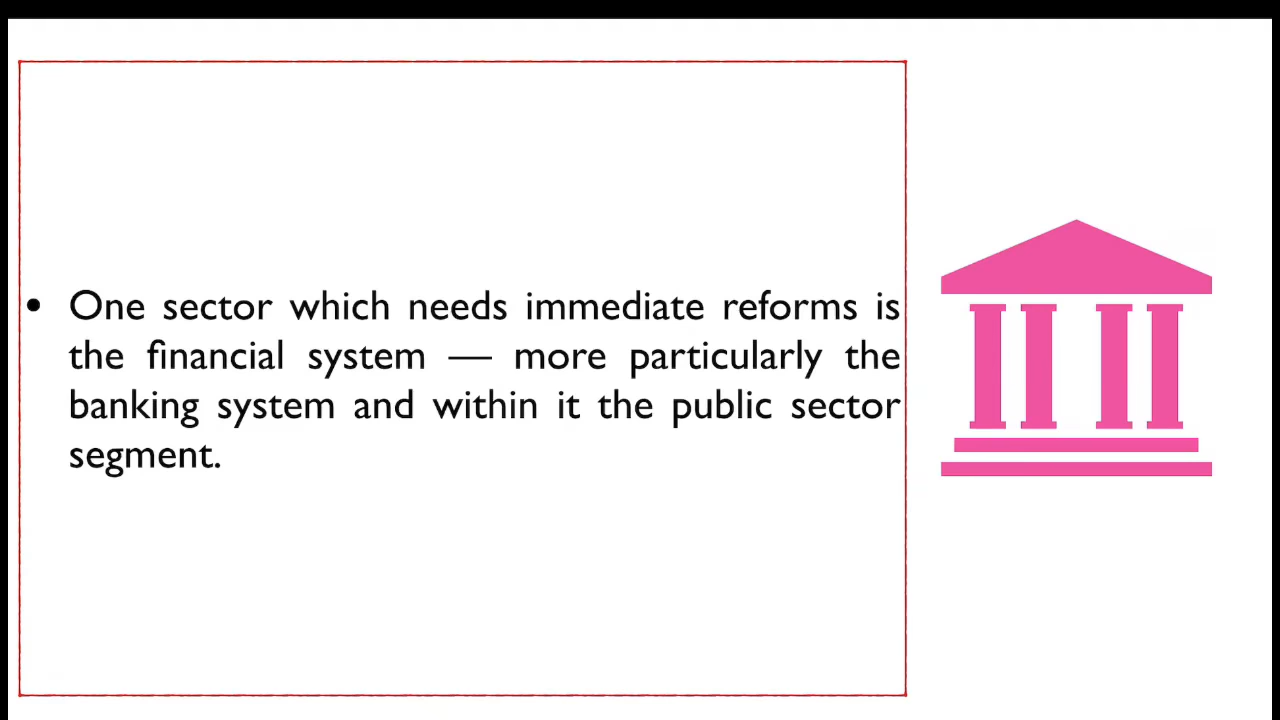 • One sector which needs immediate reforms is
the financial system — more particularly the
banking system and within it the public sector
segment.